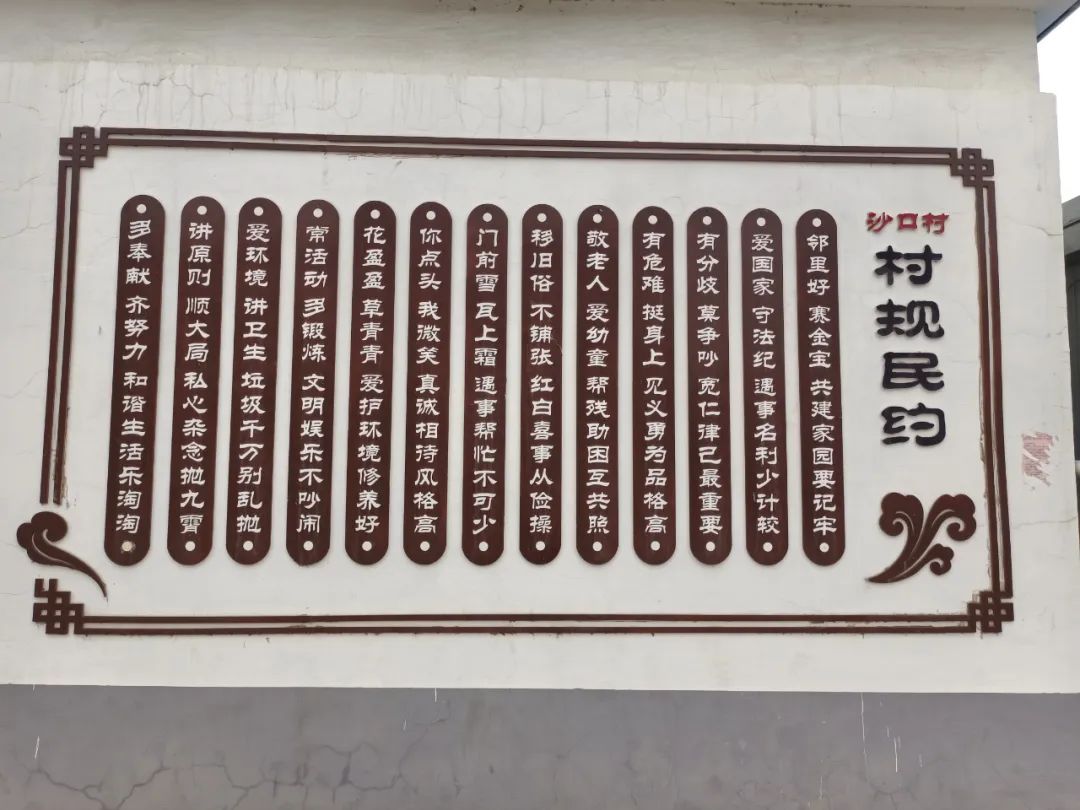 沙口村
村规民约
邻里好 赛金宝 共建家园要记牢
爱国家 守法纪 遇事名利少计较
有分歧 莫争吵 宽仁律己最重要
有危难 挺身上 见义勇为品格高
敬老人 爱幼童 帮残助困互共照
移旧俗 不铺张 红白喜事从俭操
门前雪 瓦上霜 遇事帮忙不可少
你点头 我微笑 真诚相待风格高
花盈盈 草青青 爱护环境修养好
常活动 多锻炼 文明娱乐不吵闹
爱环境 讲卫生 垃圾千万别乱抛
讲原则 顺大局 私心杂念抛九霄
多奉献 齐努力 和谐生活乐淘淘